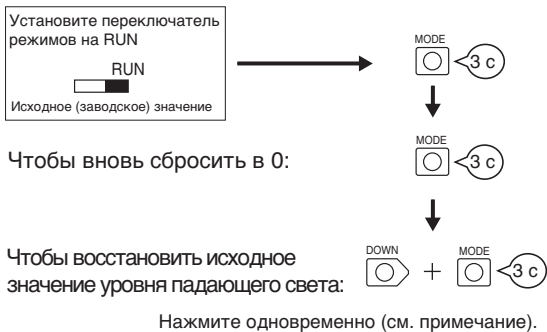 Установите переключатель
режимов на RUN
RUN
Исходное (заводское) значение
MODE
3 с
Чтобы вновь сбросить в 0:
MODE
3 с
Чтобы восстановить исходное
значение уровня падающего света:
DOWN
+
MODE
3 с
Нажмите одновременно (см. примечание).